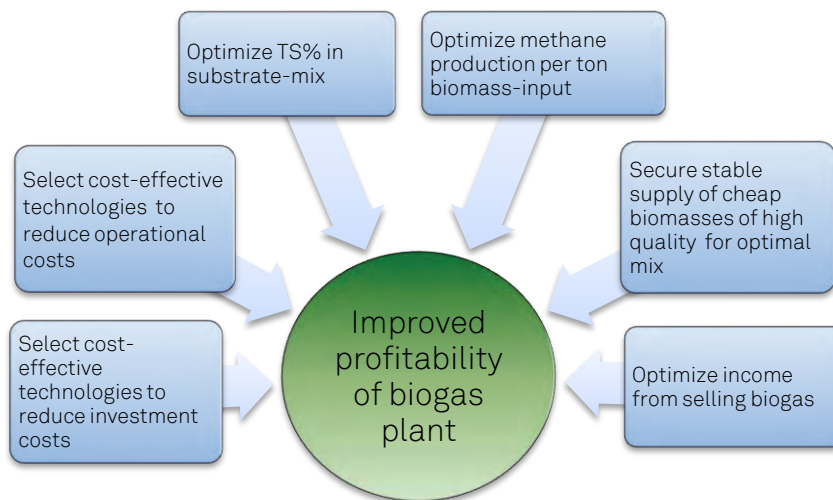 Optimize TS% in
substrate-mix
Optimize methane
production per ton
biomass-input
Select cost-effective
technologies to
reduce operational
costs
Secure stable
supply of cheap
biomasses of high
quality for optimal
mix
Select cost-
effective
technologies to
reduce investment
costs
Improved
profitability
of biogas
plant
Optimize income
from selling biogas